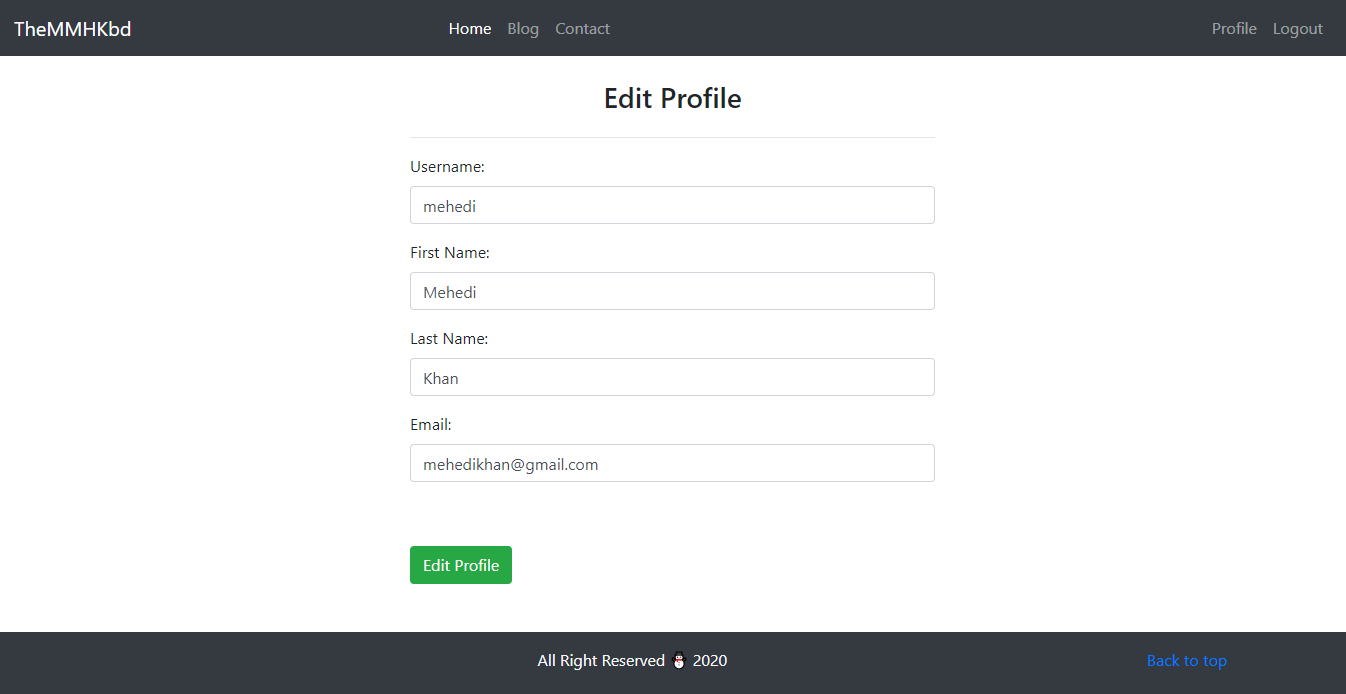 TheMMHKbd Home Blog Contact Profile Logout
Edit Profile
Username:
mehedi
First Name:
Mehedi
Last Name:
Khan
Email:
mehedikhan@gmail.com
Edit Profile
All Right Reserved ⛄ 2020 Back to top